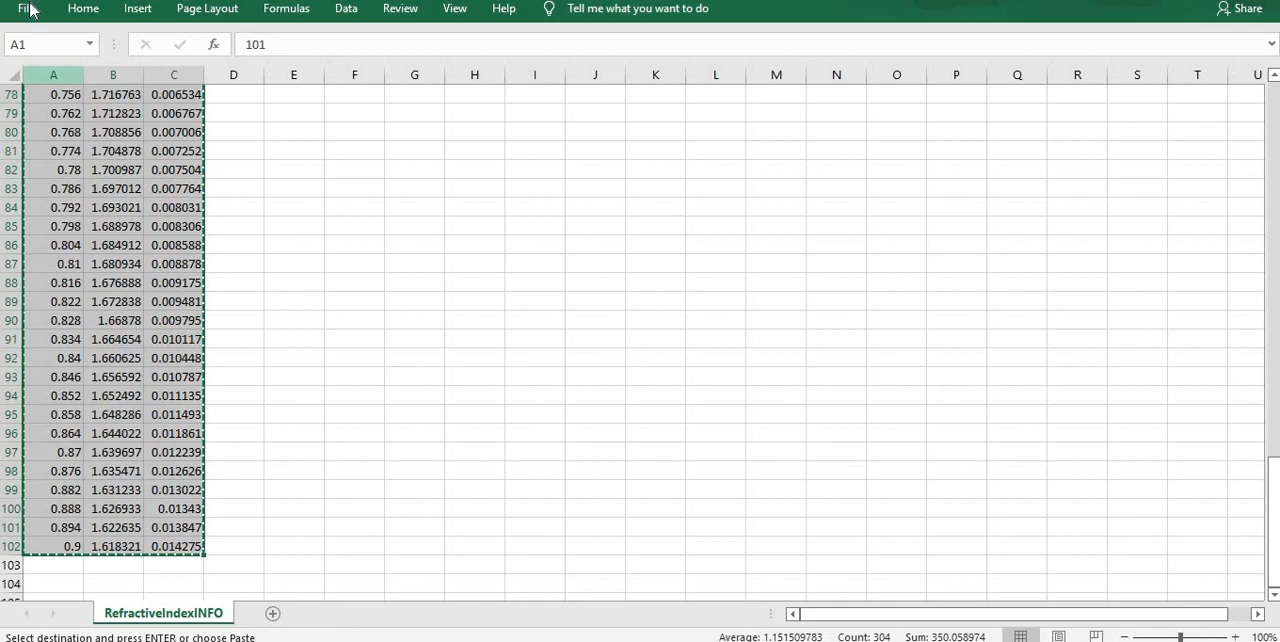 File Home Insert Page Layout Formulas Data Review View Help Tell me what you want to do Share
A1 fx 101
A B C D E F G H I J K L M N O P Q R S T U
78 0.756 1.716763 0.006534
79 0.762 1.712823 0.006767
80 0.768 1.708856 0.007006
81 0.774 1.704878 0.007252
82 0.78 1.700987 0.007504
83 0.786 1.697012 0.007764
84 0.792 1.693021 0.008031
85 0.798 1.688978 0.008306
86 0.804 1.684912 0.008588
87 0.81 1.680934 0.008878
88 0.816 1.676888 0.009175
89 0.822 1.672838 0.009481
90 0.828 1.66878 0.009795
91 0.834 1.664654 0.010117
92 0.84 1.660625 0.010448
93 0.846 1.656592 0.010787
94 0.852 1.652492 0.011135
95 0.858 1.648286 0.011493
96 0.864 1.644022 0.011861
97 0.87 1.639697 0.012239
98 0.876 1.635471 0.012626
99 0.882 1.631233 0.013022
100 0.888 1.626933 0.01343
101 0.894 1.622635 0.013847
102 0.9 1.618321 0.014275
103
104
RefractiveIndexINFO
Select destination and press ENTER or choose Paste Average: 1.151509783 Count: 304 Sum: 350.058974 100%